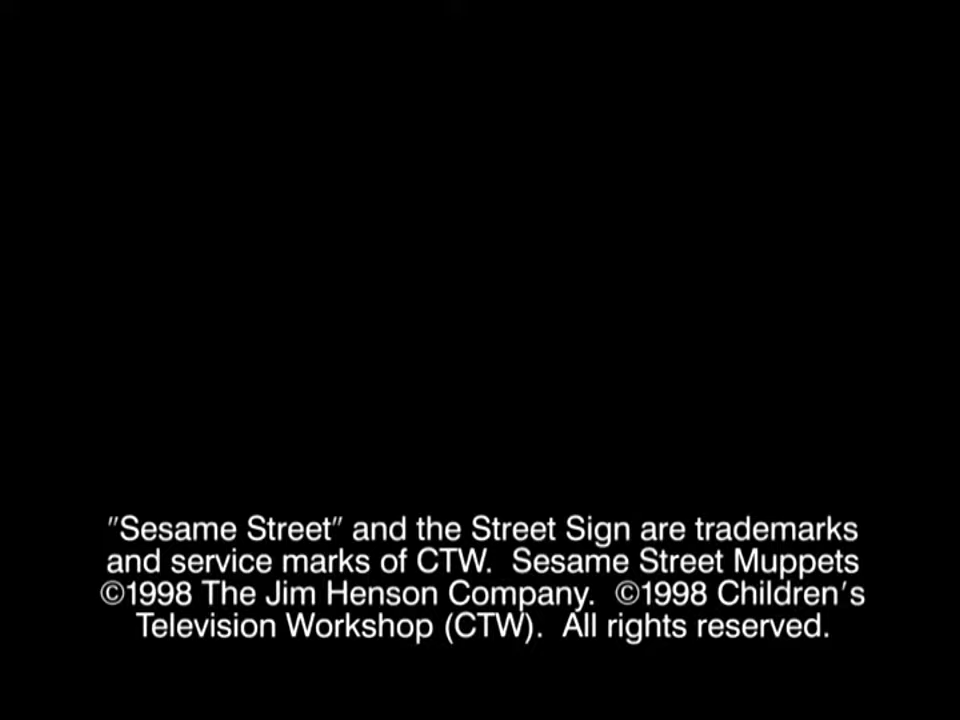 "Sesame Street" and the Street Sign are trademarks
and service marks of CTW.  Sesame Street Muppets
©1998 The Jim Henson Company.  ©1998 Children's
Television Workshop (CTW).  All rights reserved.